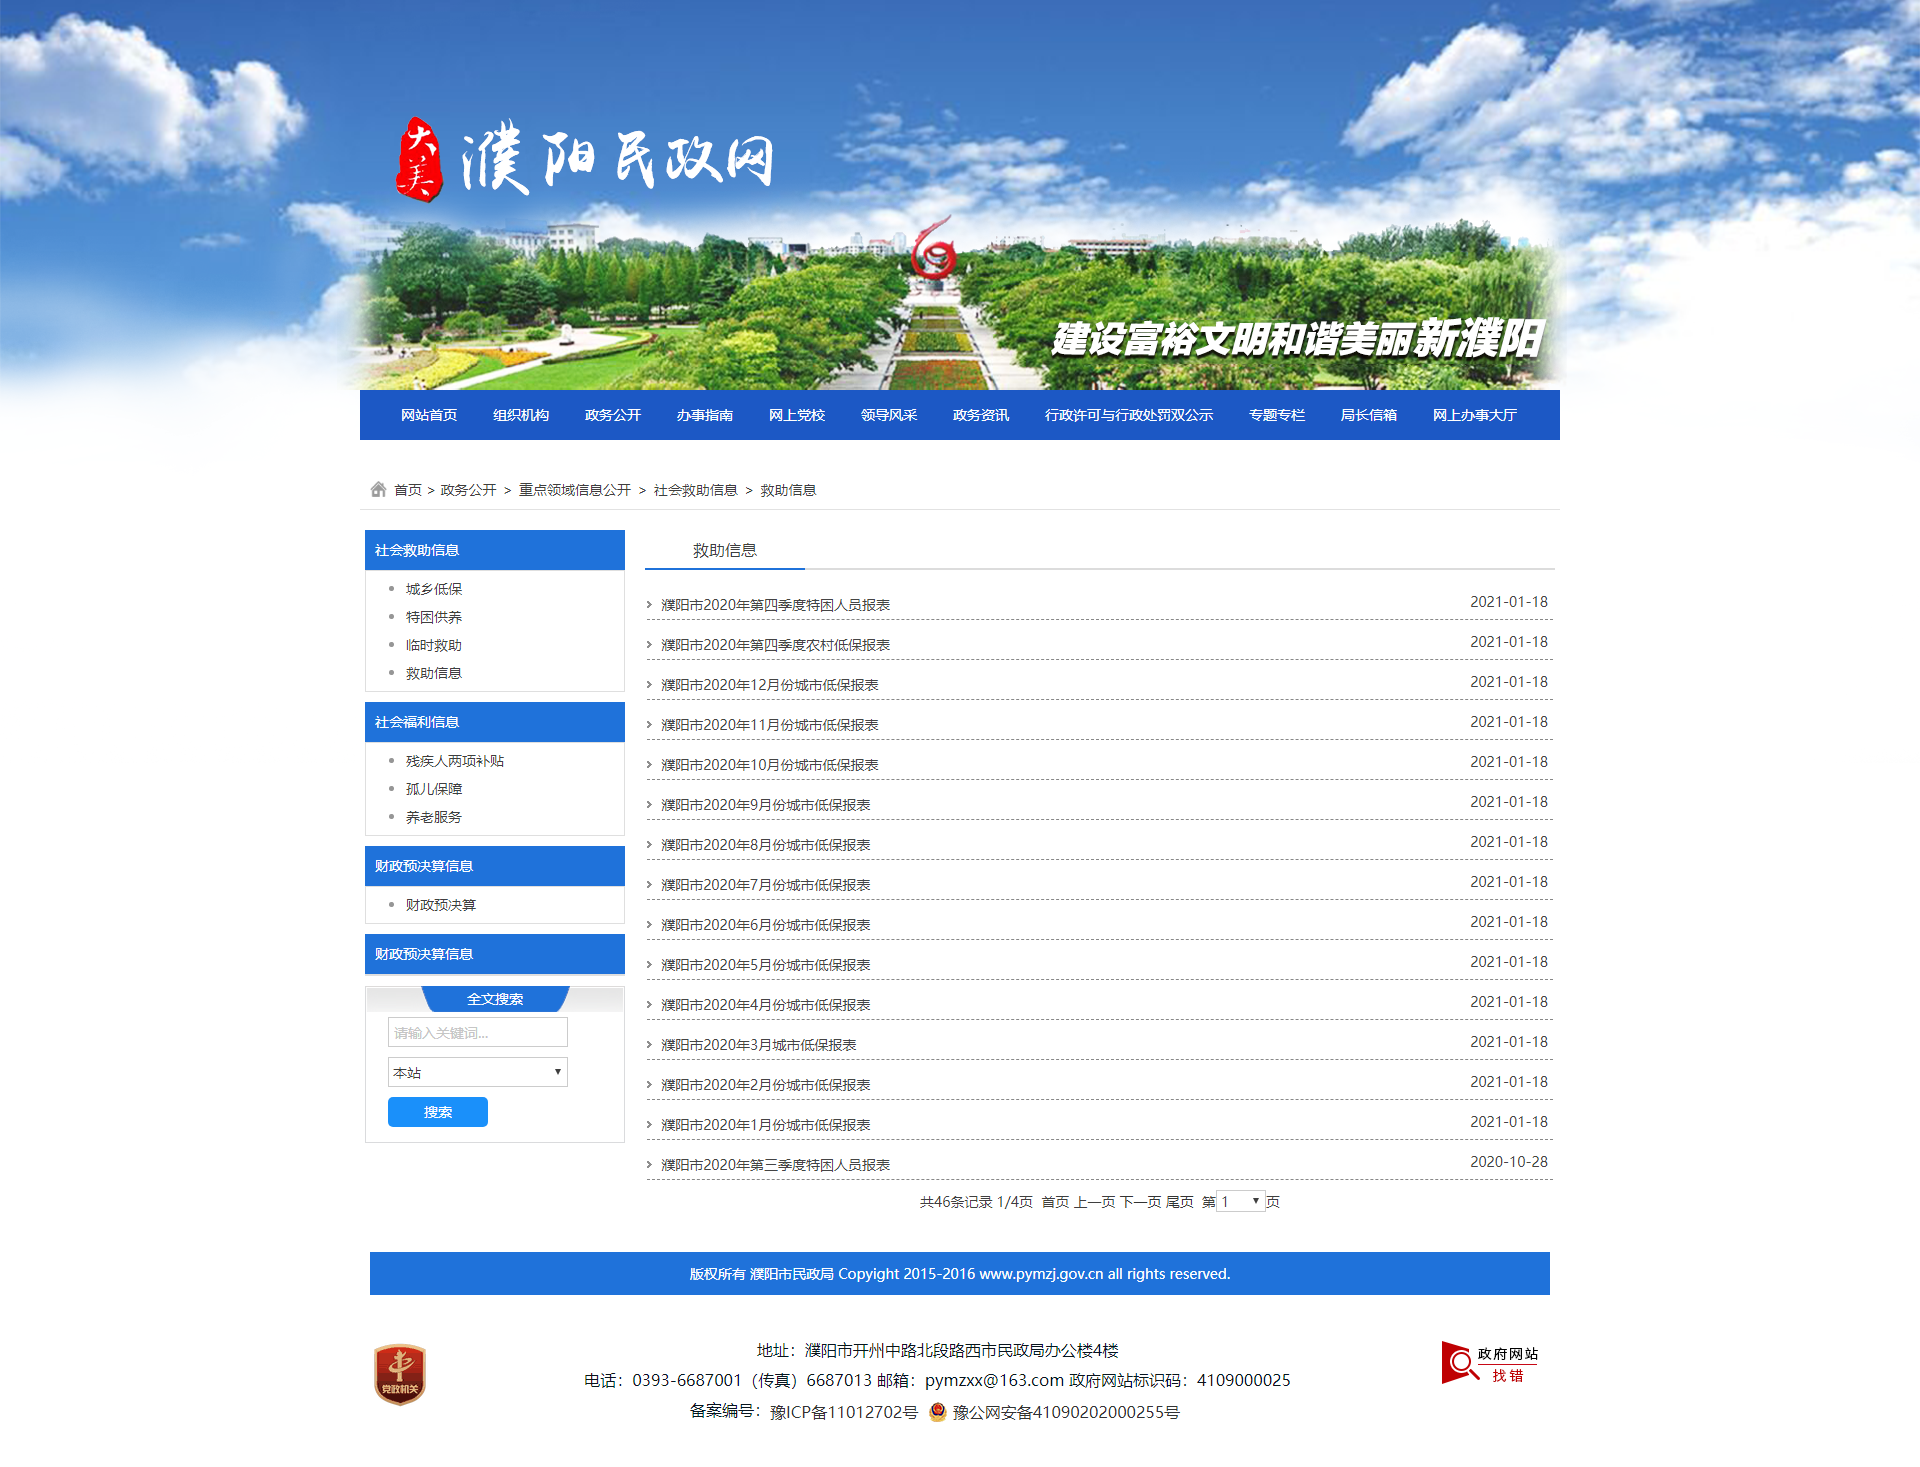 大美 濮阳民政网
建设富裕文明和谐美丽新濮阳
网站首页 组织机构 政务公开 办事指南 网上党校 领导风采 政务资讯 行政许可与行政处罚双公示 专题专栏 局长信箱 网上办事大厅
首页 > 政务公开 > 重点领域信息公开 > 社会救助信息 > 救助信息
社会救助信息
城乡低保
特困供养
临时救助
救助信息
社会福利信息
残疾人两项补贴
孤儿保障
养老服务
财政预决算信息
财政预决算
财政预决算信息
全文搜索
请输入关键词...
本站
搜索
救助信息
濮阳市2020年第四季度特困人员报表 2021-01-18
濮阳市2020年第四季度农村低保报表 2021-01-18
濮阳市2020年12月份城市低保报表 2021-01-18
濮阳市2020年11月份城市低保报表 2021-01-18
濮阳市2020年10月份城市低保报表 2021-01-18
濮阳市2020年9月份城市低保报表 2021-01-18
濮阳市2020年8月份城市低保报表 2021-01-18
濮阳市2020年7月份城市低保报表 2021-01-18
濮阳市2020年6月份城市低保报表 2021-01-18
濮阳市2020年5月份城市低保报表 2021-01-18
濮阳市2020年4月份城市低保报表 2021-01-18
濮阳市2020年3月城市低保报表 2021-01-18
濮阳市2020年2月份城市低保报表 2021-01-18
濮阳市2020年1月份城市低保报表 2021-01-18
濮阳市2020年第三季度特困人员报表 2020-10-28
共46条记录 1/4页 首页 上一页 下一页 尾页 第1页
版权所有 濮阳市民政局 Copyight 2015-2016 www.pymzj.gov.cn all rights reserved.
党政机关
地址：濮阳市开州中路北段路西市民政局办公楼4楼
电话：0393-6687001（传真）6687013 邮箱：pymzxx@163.com 政府网站标识码：4109000025
备案编号：豫ICP备11012702号 豫公网安备41090202000255号
政府网站
找错